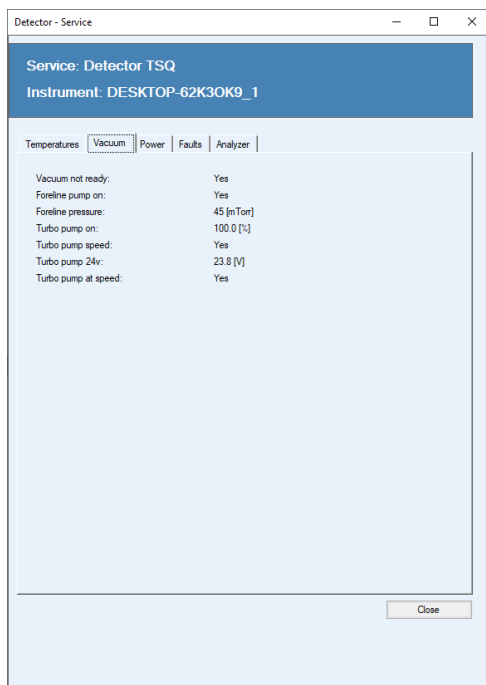 Detector - Service
Service: Detector TSQ
Instrument: DESKTOP-62K3OK9_1
Temperatures Vacuum Power Faults Analyzer
Vacuum not ready: Yes
Foreline pump on: Yes
Foreline pressure: 45 [mTorr]
Turbo pump on: 100.0 [%]
Turbo pump speed: Yes
Turbo pump 24v: 23.8 [V]
Turbo pump at speed: Yes
Close